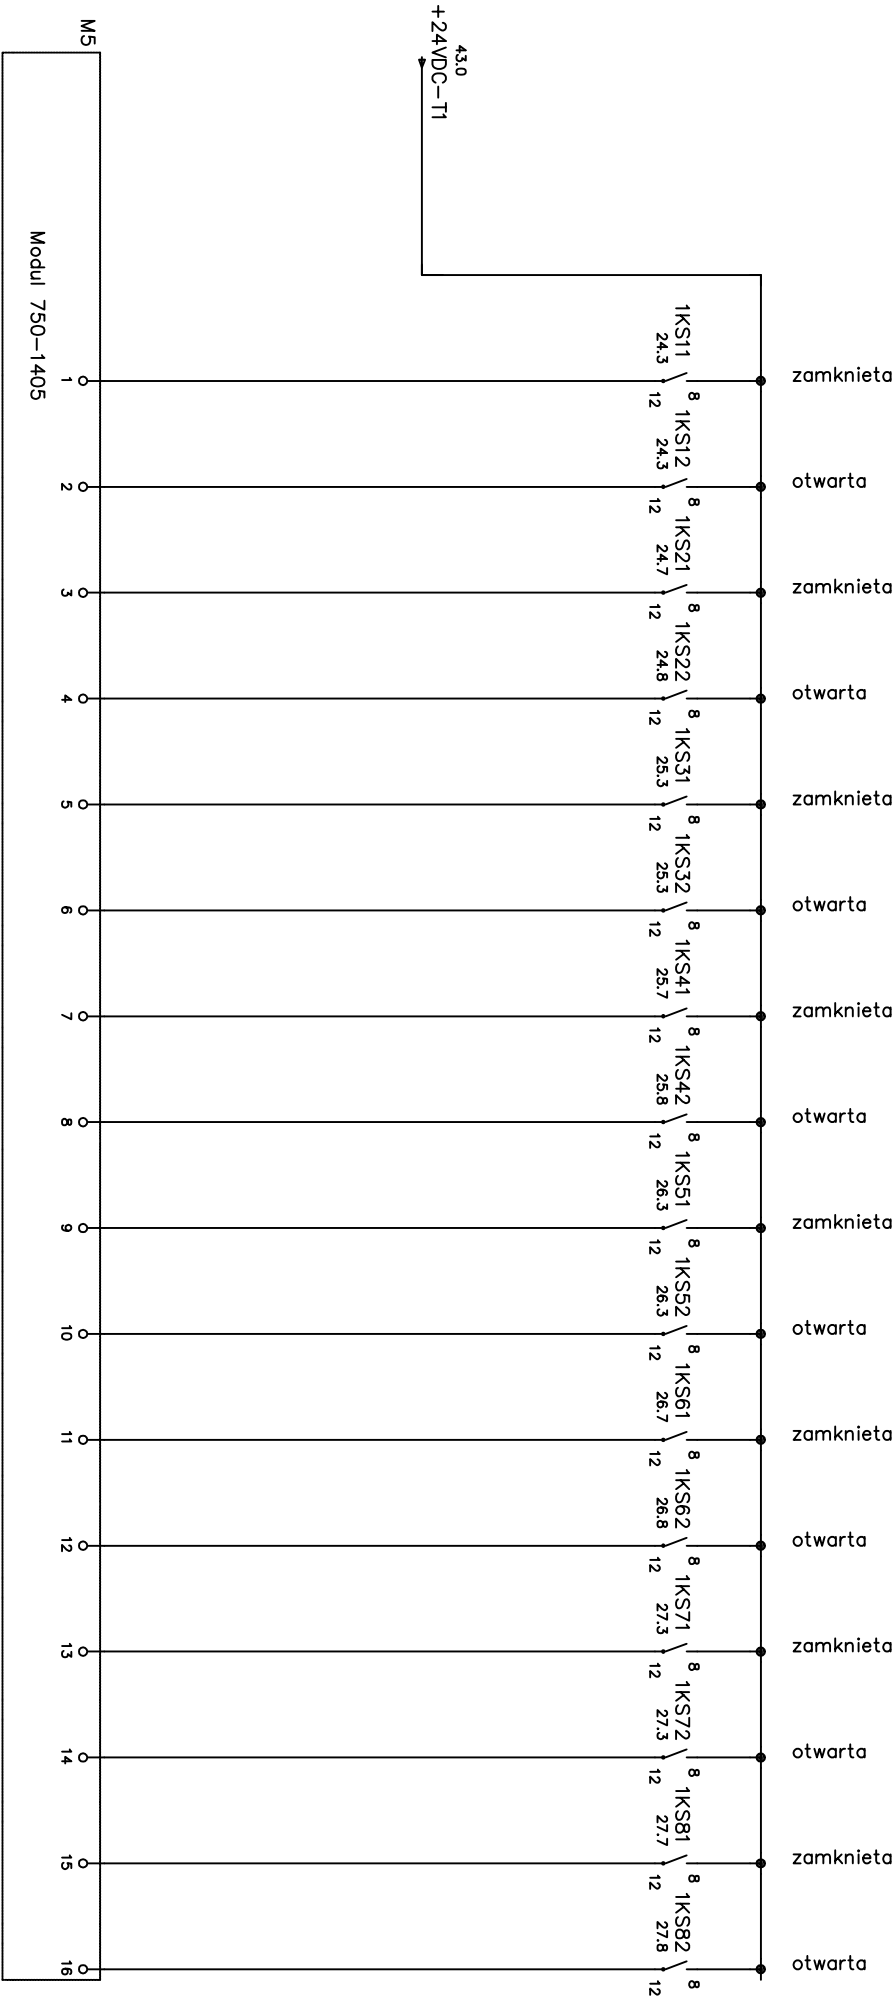 M5
43.0
+24VDC-T1
Modul 750-1405
1KS11
24.3
zamknieta
1
12
8
1KS12
24.3
otwarta
2
12
8
1KS21
24.7
zamknieta
3
12
8
1KS22
24.8
otwarta
4
12
8
1KS31
25.3
zamknieta
5
12
8
1KS32
25.3
otwarta
6
12
8
1KS41
25.7
zamknieta
7
12
8
1KS42
25.8
otwarta
8
12
8
1KS51
26.3
zamknieta
9
12
8
1KS52
26.3
otwarta
10
12
8
1KS61
26.7
zamknieta
11
12
8
1KS62
26.8
otwarta
12
12
8
1KS71
27.3
zamknieta
13
12
8
1KS72
27.3
otwarta
14
12
8
1KS81
27.7
zamknieta
15
12
8
1KS82
27.8
otwarta
16
12
8